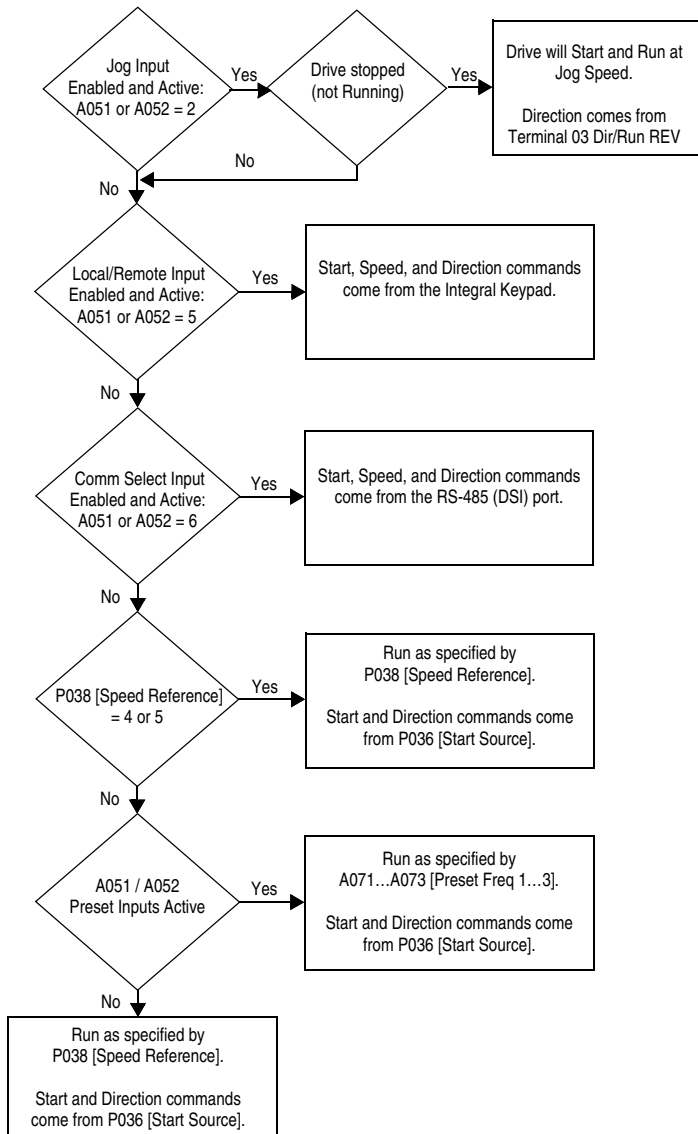 Jog Input
Enabled and Active:
A051 or A052 = 2
Yes
Drive stopped
(not Running)
Yes
Drive will Start and Run at
Jog Speed.
Direction comes from
Terminal 03 Dir/Run REV
No
No
Local/Remote Input
Enabled and Active:
A051 or A052 = 5
Yes
Start, Speed, and Direction commands
come from the Integral Keypad.
No
Comm Select Input
Enabled and Active:
A051 or A052 = 6
Yes
Start, Speed, and Direction commands
come from the RS-485 (DSI) port.
No
P038 [Speed Reference]
= 4 or 5
Yes
Run as specified by
P038 [Speed Reference].
Start and Direction commands come
from P036 [Start Source].
No
A051 / A052
Preset Inputs Active
Yes
Run as specified by
A071...A073 [Preset Freq 1...3].
Start and Direction commands come
from P036 [Start Source].
No
Run as specified by
P038 [Speed Reference].
Start and Direction commands
come from P036 [Start Source].